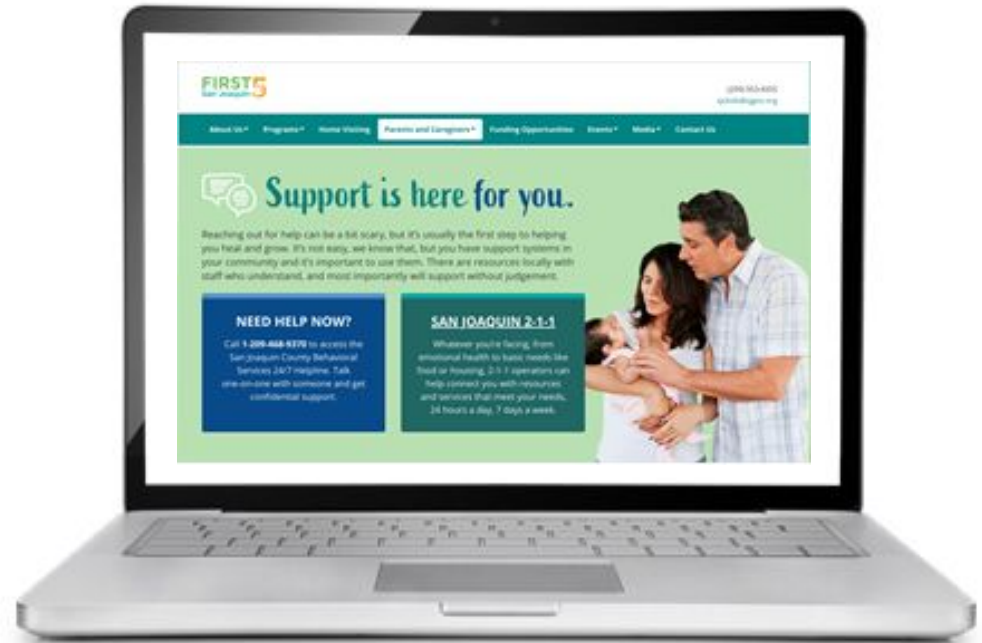 FIRST 5
San Joaquin
About Us
Programs
Home Visiting
Parents and Caregivers
Funding Opportunities
Events
Media
Contact Us
Support is here for you.
Reaching out for help can be a bit scary, but it's usually the first step to helping
you heal and grow. It's not easy, we know that, but you have support systems in
your community and it's important to use them. There are resources locally with
staff who understand, and most importantly will support without judgement.
NEED HELP NOW?
Call 1-209-468-9370 to access the
San Joaquin County Behavioral
Services 24/7 Helpline. Talk
one-on-one with someone and get
confidential support.
SAN JOAQUIN 2-1-1
Whatever you're facing, from
emotional health to basic needs like
food or housing, 2-1-1 operators can
help connect you with resources
and services that meet your needs,
24 hours a day, 7 days a week.